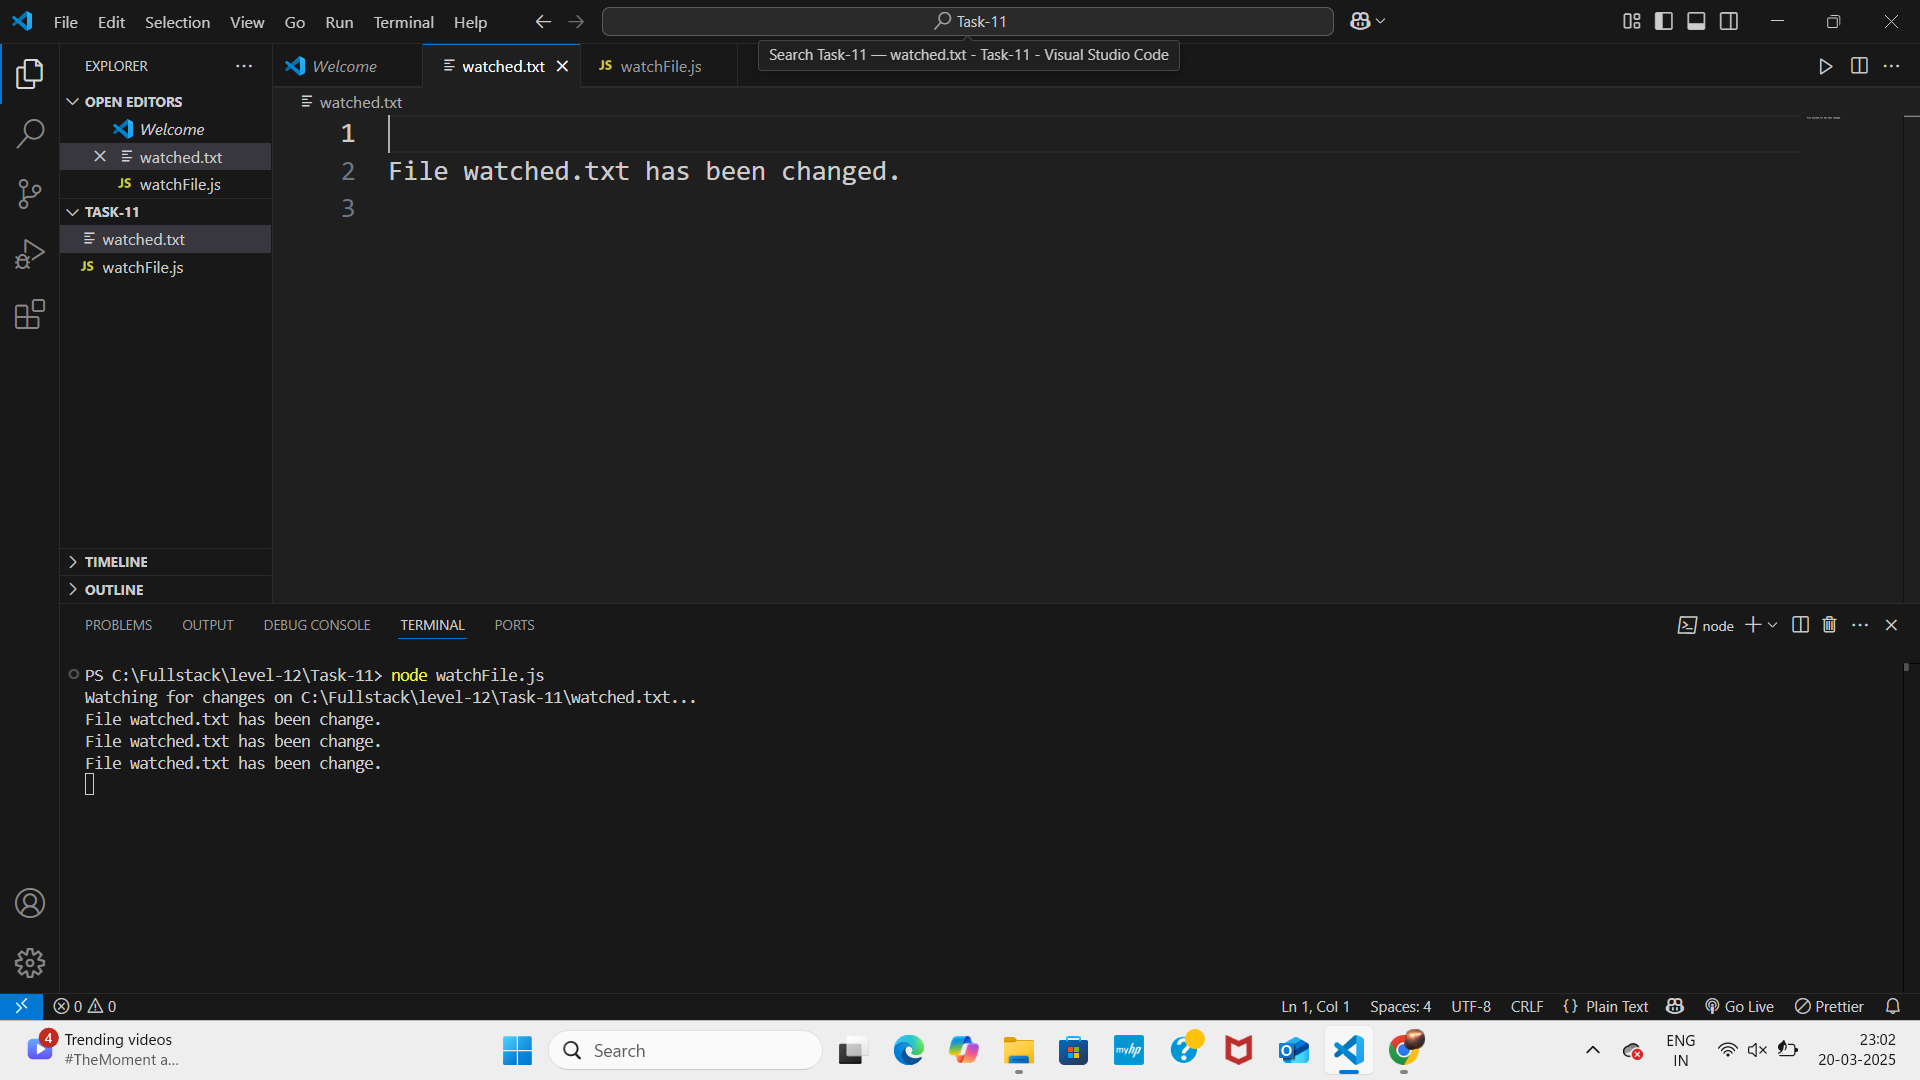 File Edit Selection View Go Run Terminal Help
Task-11
Search Task-11 — watched.txt - Task-11 - Visual Studio Code
EXPLORER
Welcome
watched.txt
JS watchFile.js
OPEN EDITORS
Welcome
watched.txt
JS watchFile.js
TASK-11
watched.txt
JS watchFile.js
TIMELINE
OUTLINE
watched.txt
1
2 File watched.txt has been changed.
3
PROBLEMS OUTPUT DEBUG CONSOLE TERMINAL PORTS
node
PS C:\Fullstack\level-12\Task-11> node watchFile.js
Watching for changes on C:\Fullstack\level-12\Task-11\watched.txt...
File watched.txt has been change.
File watched.txt has been change.
File watched.txt has been change.
0 0
Ln 1, Col 1 Spaces: 4 UTF-8 CRLF {} Plain Text Go Live Prettier
4
Trending videos
#TheMoment a...
Search
myhp
ENG
IN
23:02
20-03-2025